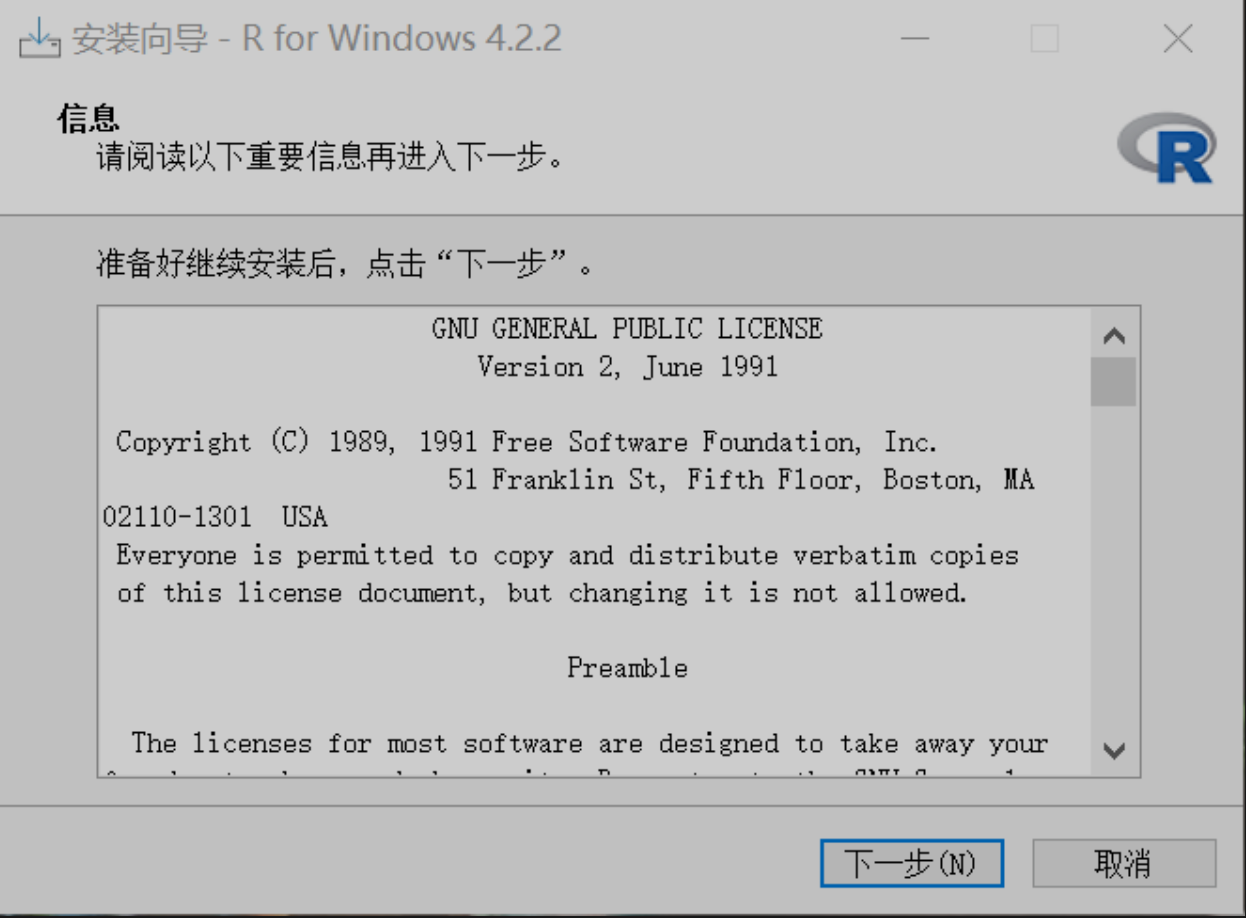 安装向导 - R for Windows 4.2.2
信息
请阅读以下重要信息再进入下一步。
R
准备好继续安装后，点击“下一步”。
GNU GENERAL PUBLIC LICENSE
Version 2, June 1991
Copyright (C) 1989, 1991 Free Software Foundation, Inc.
51 Franklin St, Fifth Floor, Boston, MA
02110-1301  USA
Everyone is permitted to copy and distribute verbatim copies
of this license document, but changing it is not allowed.
Preamble
The licenses for most software are designed to take away your
下一步(N)
取消